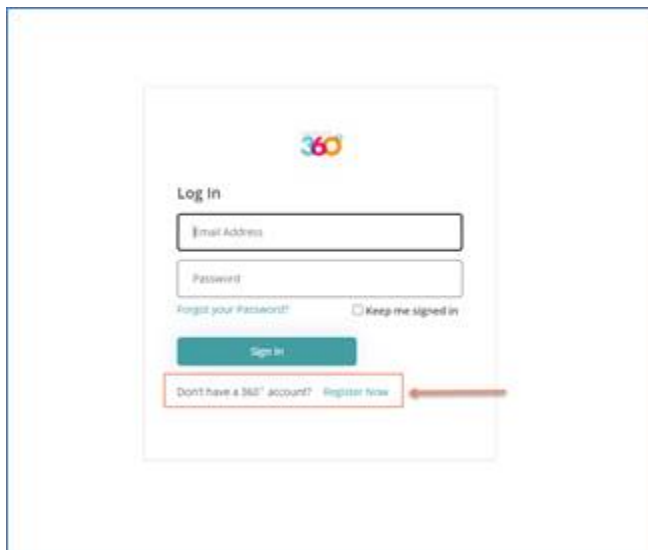 360°
Log In
Email Address
Password
Forgot your Password? Keep me signed in
Sign In
Don't have a 360° account? Register Now